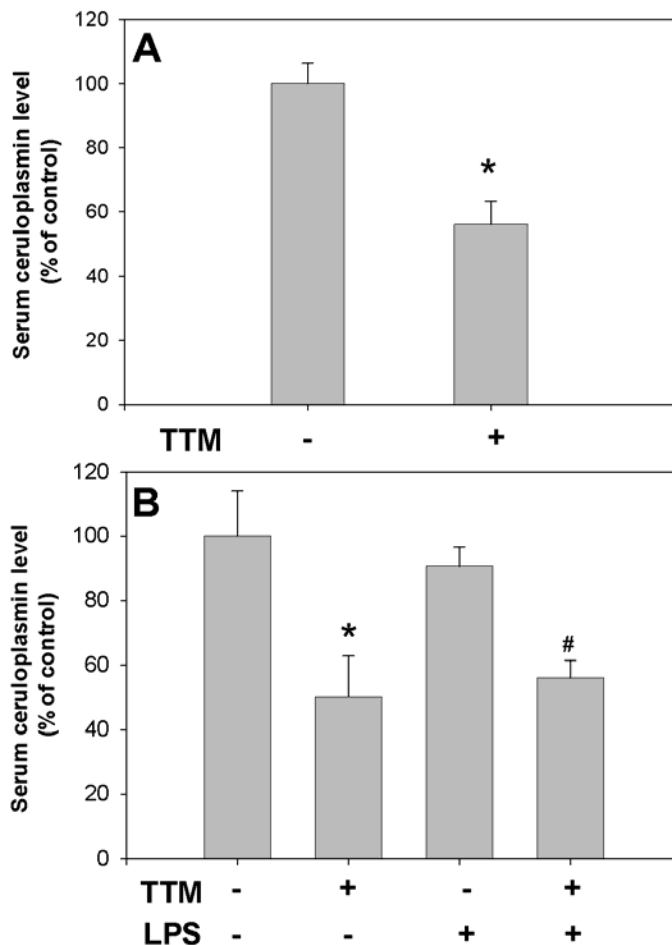 A
Serum ceruloplasmin level
(% of control)
120
100
80
60
40
20
0
*
TTM - +
B
Serum ceruloplasmin level
(% of control)
120
100
80
60
40
20
0
*
#
TTM - + - +
LPS - - + +